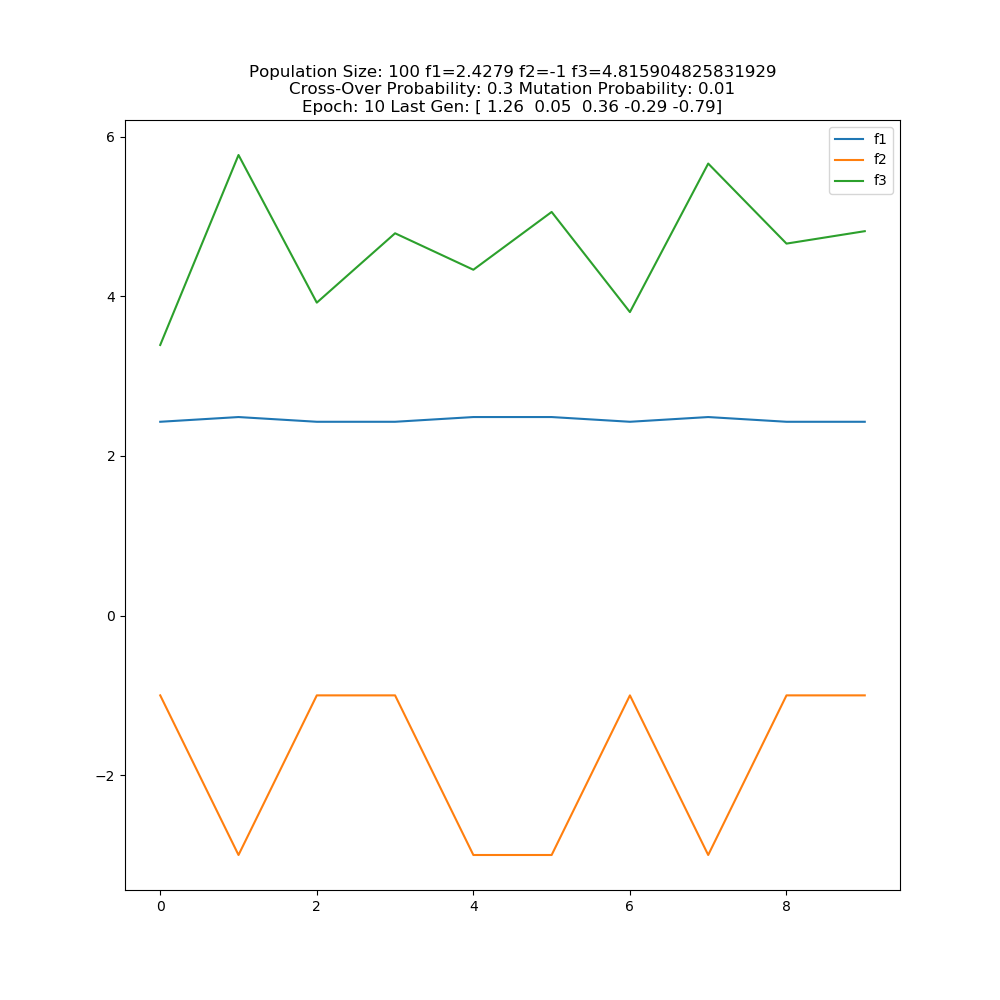 Population Size: 100 f1=2.4279 f2=-1 f3=4.815904825831929
Cross-Over Probability: 0.3 Mutation Probability: 0.01
Epoch: 10 Last Gen: [ 1.26  0.05  0.36 -0.29 -0.79]
f1
f2
f3
6
4
2
0
−2
0 2 4 6 8